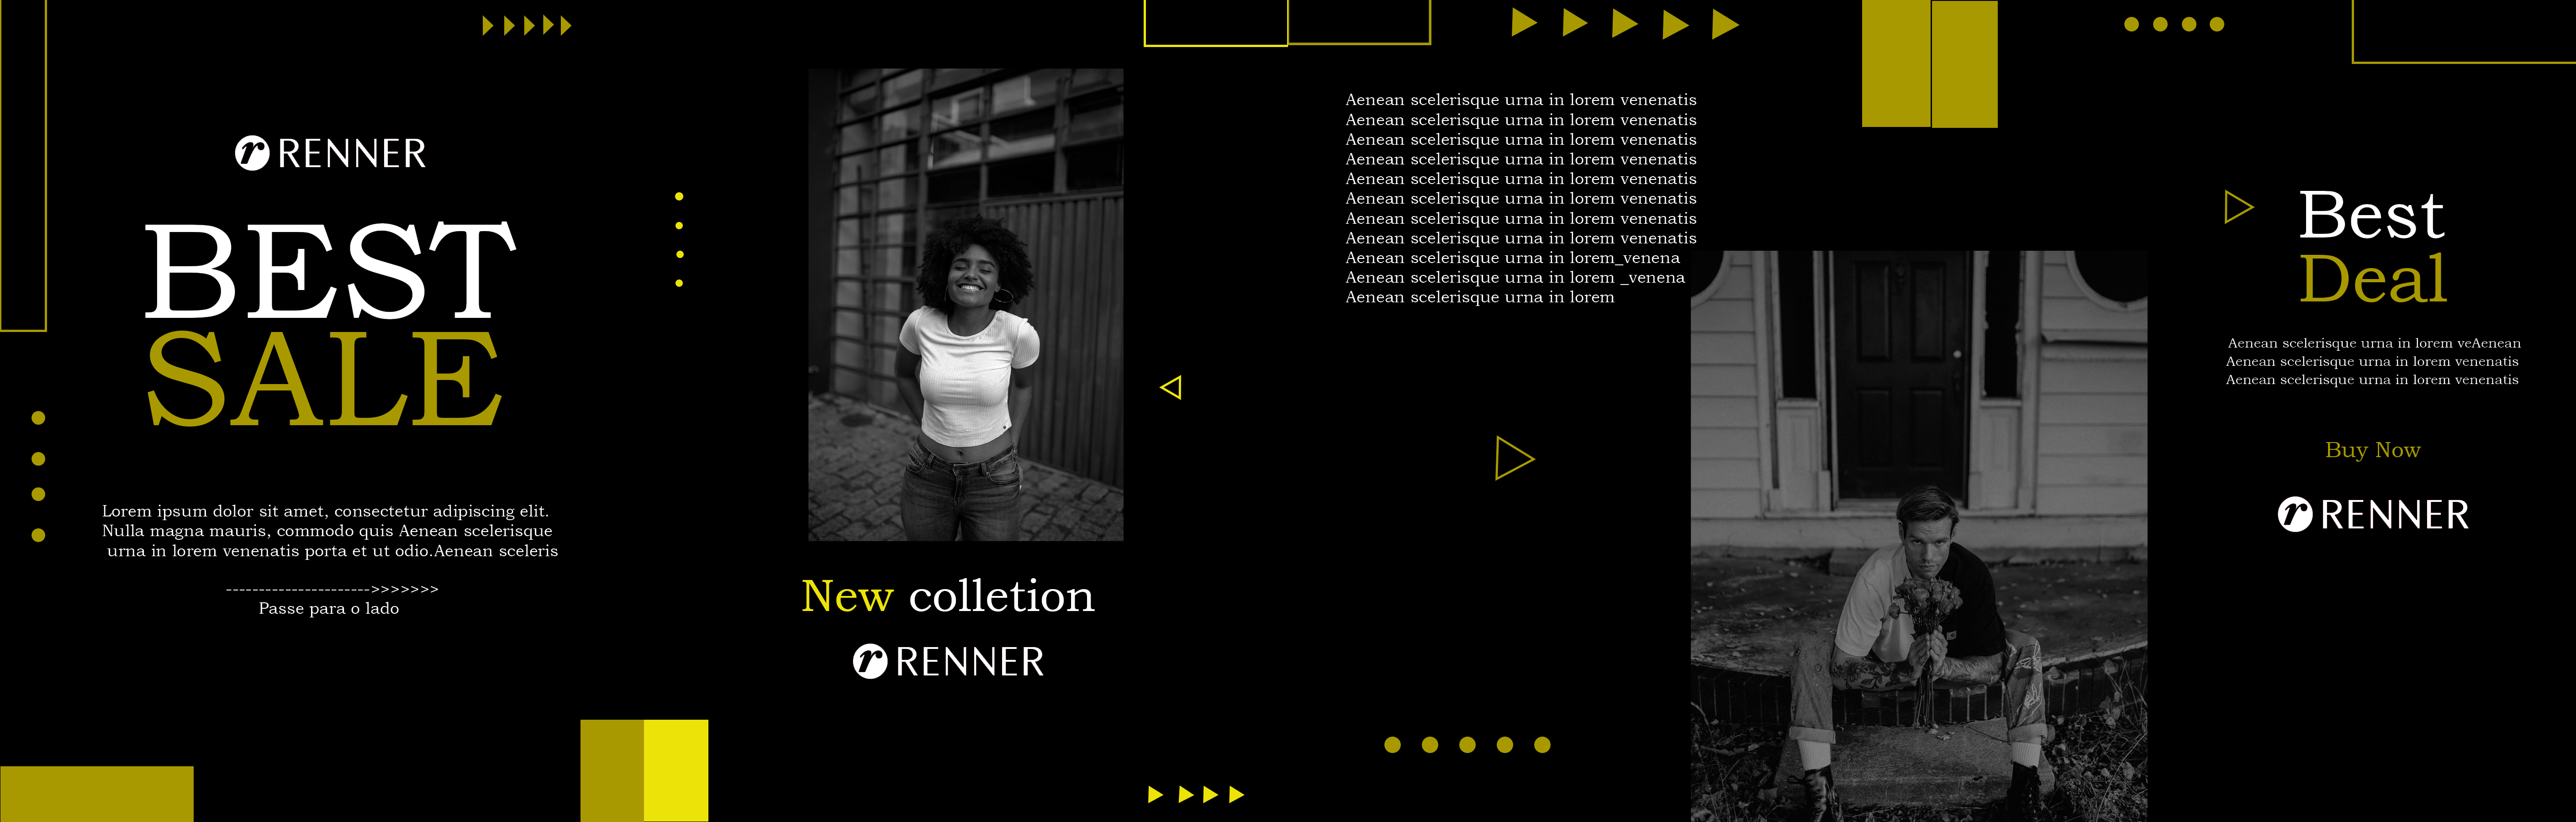 RENNER
BEST
SALE
Lorem ipsum dolor sit amet, consectetur adipiscing elit.
Nulla magna mauris, commodo quis Aenean scelerisque
urna in lorem venenatis porta et ut odio.Aenean sceleris
---------------------->>>>>>>
Passe para o lado
New colletion
RENNER
Aenean scelerisque urna in lorem venenatis
Aenean scelerisque urna in lorem venenatis
Aenean scelerisque urna in lorem venenatis
Aenean scelerisque urna in lorem venenatis
Aenean scelerisque urna in lorem venenatis
Aenean scelerisque urna in lorem venenatis
Aenean scelerisque urna in lorem venenatis
Aenean scelerisque urna in lorem venenatis
Aenean scelerisque urna in lorem_venena
Aenean scelerisque urna in lorem _venena
Aenean scelerisque urna in lorem
Best
Deal
Aenean scelerisque urna in lorem veAenean
Aenean scelerisque urna in lorem venenatis
Aenean scelerisque urna in lorem venenatis
Buy Now
RENNER